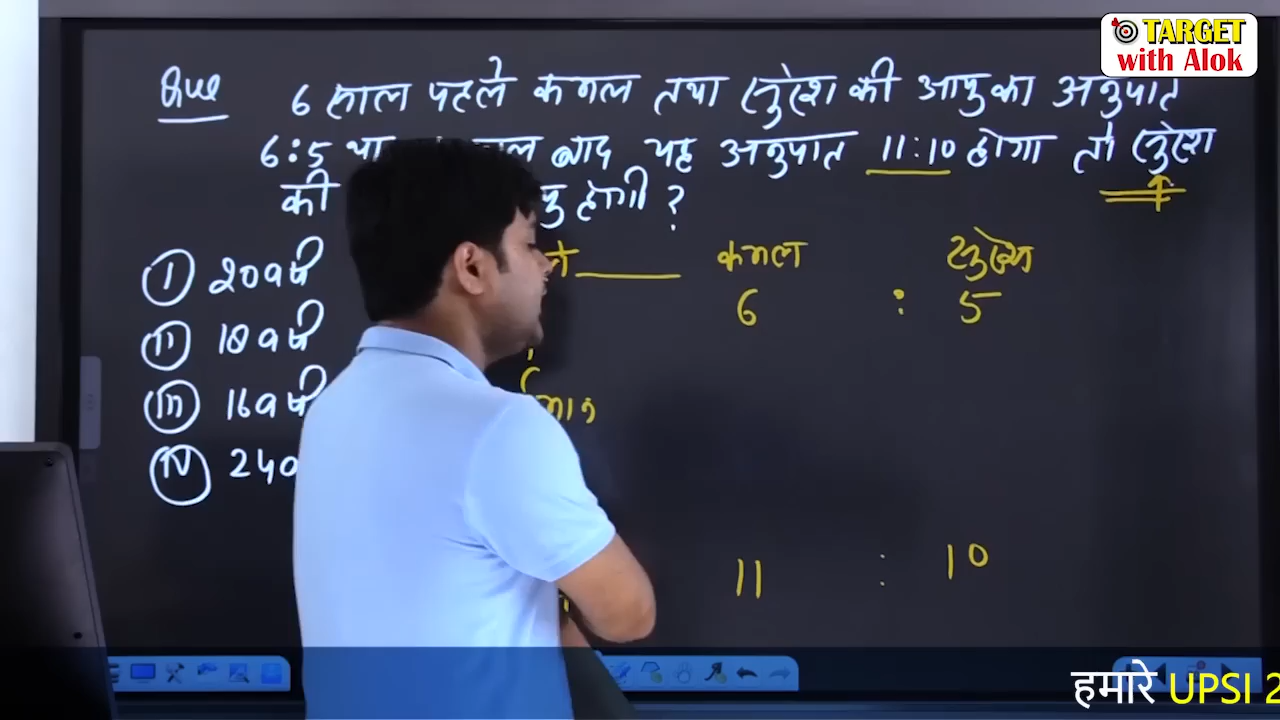 TARGET
with Alok
Que 6 साल पहले कमल तथा सुरेश की आयु का अनुपात
6:5 बाद यह अनुपात 11:10 होगा तो सुरेश
की होगी ?
कमल सुरेश
6 : 5
I 20 वर्ष
II 18 वर्ष
III 16 वर्ष
IV 24
11 : 10
हमारे UPSI 2